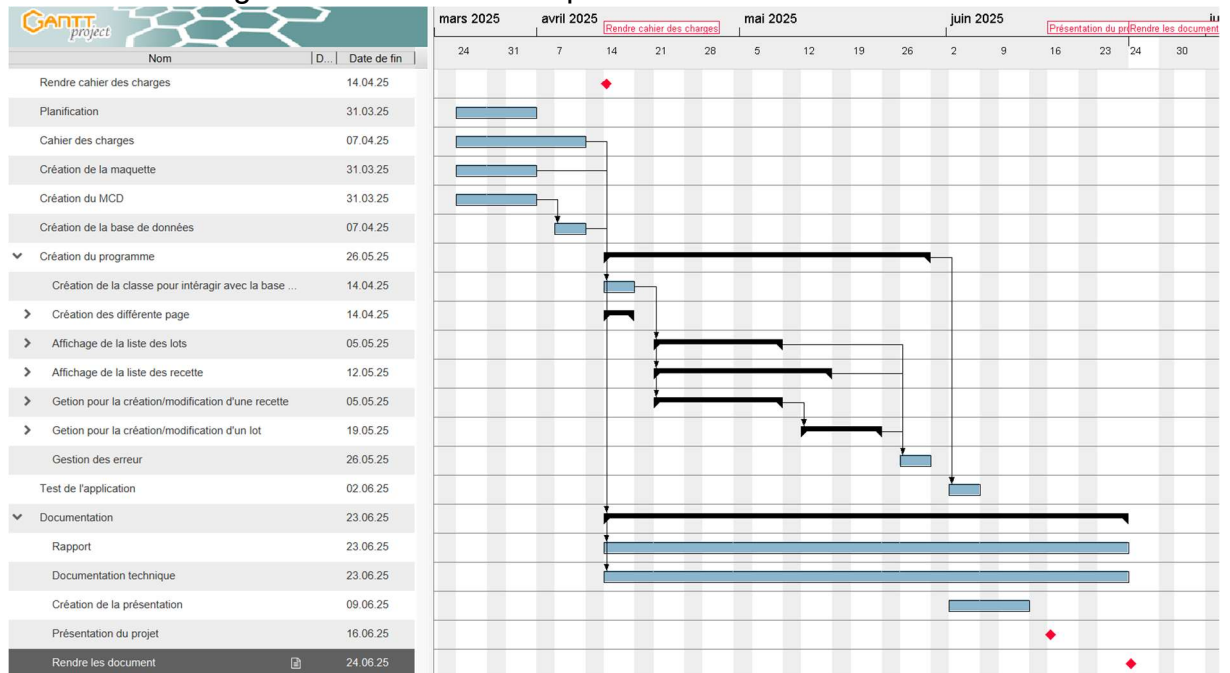 GANTT
project
mars 2025 avril 2025 mai 2025 juin 2025
Rendre cahier des charges Présentation du pr Rendre les document
24 31 7 14 21 28 5 12 19 26 2 9 16 23 24 30
Nom D... Date de fin
Rendre cahier des charges 14.04.25
Planification 31.03.25
Cahier des charges 07.04.25
Création de la maquette 31.03.25
Création du MCD 31.03.25
Création de la base de données 07.04.25
Création du programme 26.05.25
Création de la classe pour intéragir avec la base ... 14.04.25
Création des différente page 14.04.25
Affichage de la liste des lots 05.05.25
Affichage de la liste des recette 12.05.25
Getion pour la création/modification d'une recette 05.05.25
Getion pour la création/modification d'un lot 19.05.25
Gestion des erreur 26.05.25
Test de l'application 02.06.25
Documentation 23.06.25
Rapport 23.06.25
Documentation technique 23.06.25
Création de la présentation 09.06.25
Présentation du projet 16.06.25
Rendre les document 24.06.25